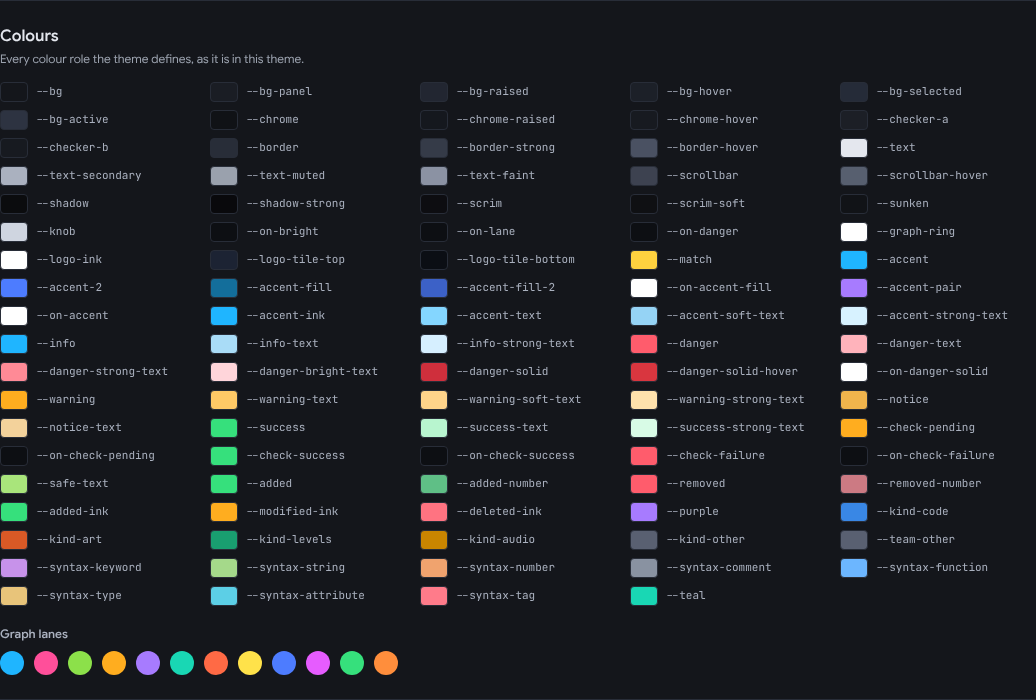 Colours
Every colour role the theme defines, as it is in this theme.
--bg --bg-panel --bg-raised --bg-hover --bg-selected
--bg-active --chrome --chrome-raised --chrome-hover --checker-a
--checker-b --border --border-strong --border-hover --text
--text-secondary --text-muted --text-faint --scrollbar --scrollbar-hover
--shadow --shadow-strong --scrim --scrim-soft --sunken
--knob --on-bright --on-lane --on-danger --graph-ring
--logo-ink --logo-tile-top --logo-tile-bottom --match --accent
--accent-2 --accent-fill --accent-fill-2 --on-accent-fill --accent-pair
--on-accent --accent-ink --accent-text --accent-soft-text --accent-strong-text
--info --info-text --info-strong-text --danger --danger-text
--danger-strong-text --danger-bright-text --danger-solid --danger-solid-hover --on-danger-solid
--warning --warning-text --warning-soft-text --warning-strong-text --notice
--notice-text --success --success-text --success-strong-text --check-pending
--on-check-pending --check-success --on-check-success --check-failure --on-check-failure
--safe-text --added --added-number --removed --removed-number
--added-ink --modified-ink --deleted-ink --purple --kind-code
--kind-art --kind-levels --kind-audio --kind-other --team-other
--syntax-keyword --syntax-string --syntax-number --syntax-comment --syntax-function
--syntax-type --syntax-attribute --syntax-tag --teal
Graph lanes